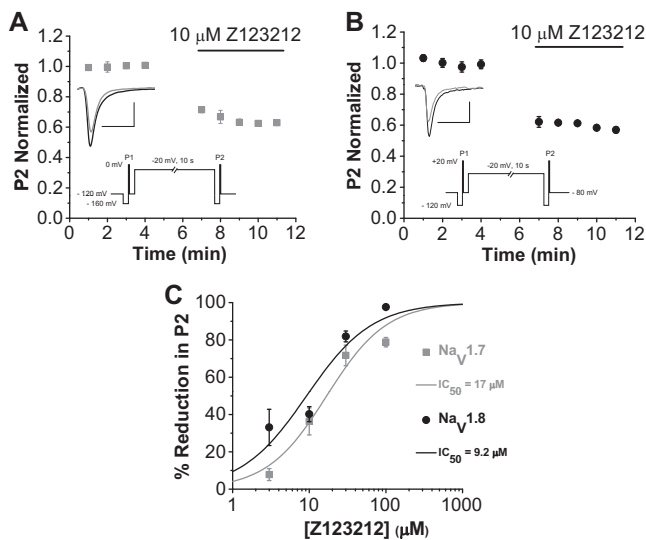 A
10 μM Z123212
P2 Normalized
1.2
1.0
0.8
0.6
0.4
0.2
0.0
0 mV
P1
-20 mV, 10 s
P2
- 120 mV
- 160 mV
0 2 4 6 8 10 12
Time (min)
B
10 μM Z123212
P2 Normalized
1.2
1.0
0.8
0.6
0.4
0.2
0.0
+20 mV
P1
-20 mV, 10 s
P2
- 120 mV
- 80 mV
0 2 4 6 8 10 12
Time (min)
C
% Reduction in P2
100
80
60
40
20
0
NaV1.7
IC50 = 17 μM
NaV1.8
IC50 = 9.2 μM
1 10 100 1000
[Z123212] (μM)